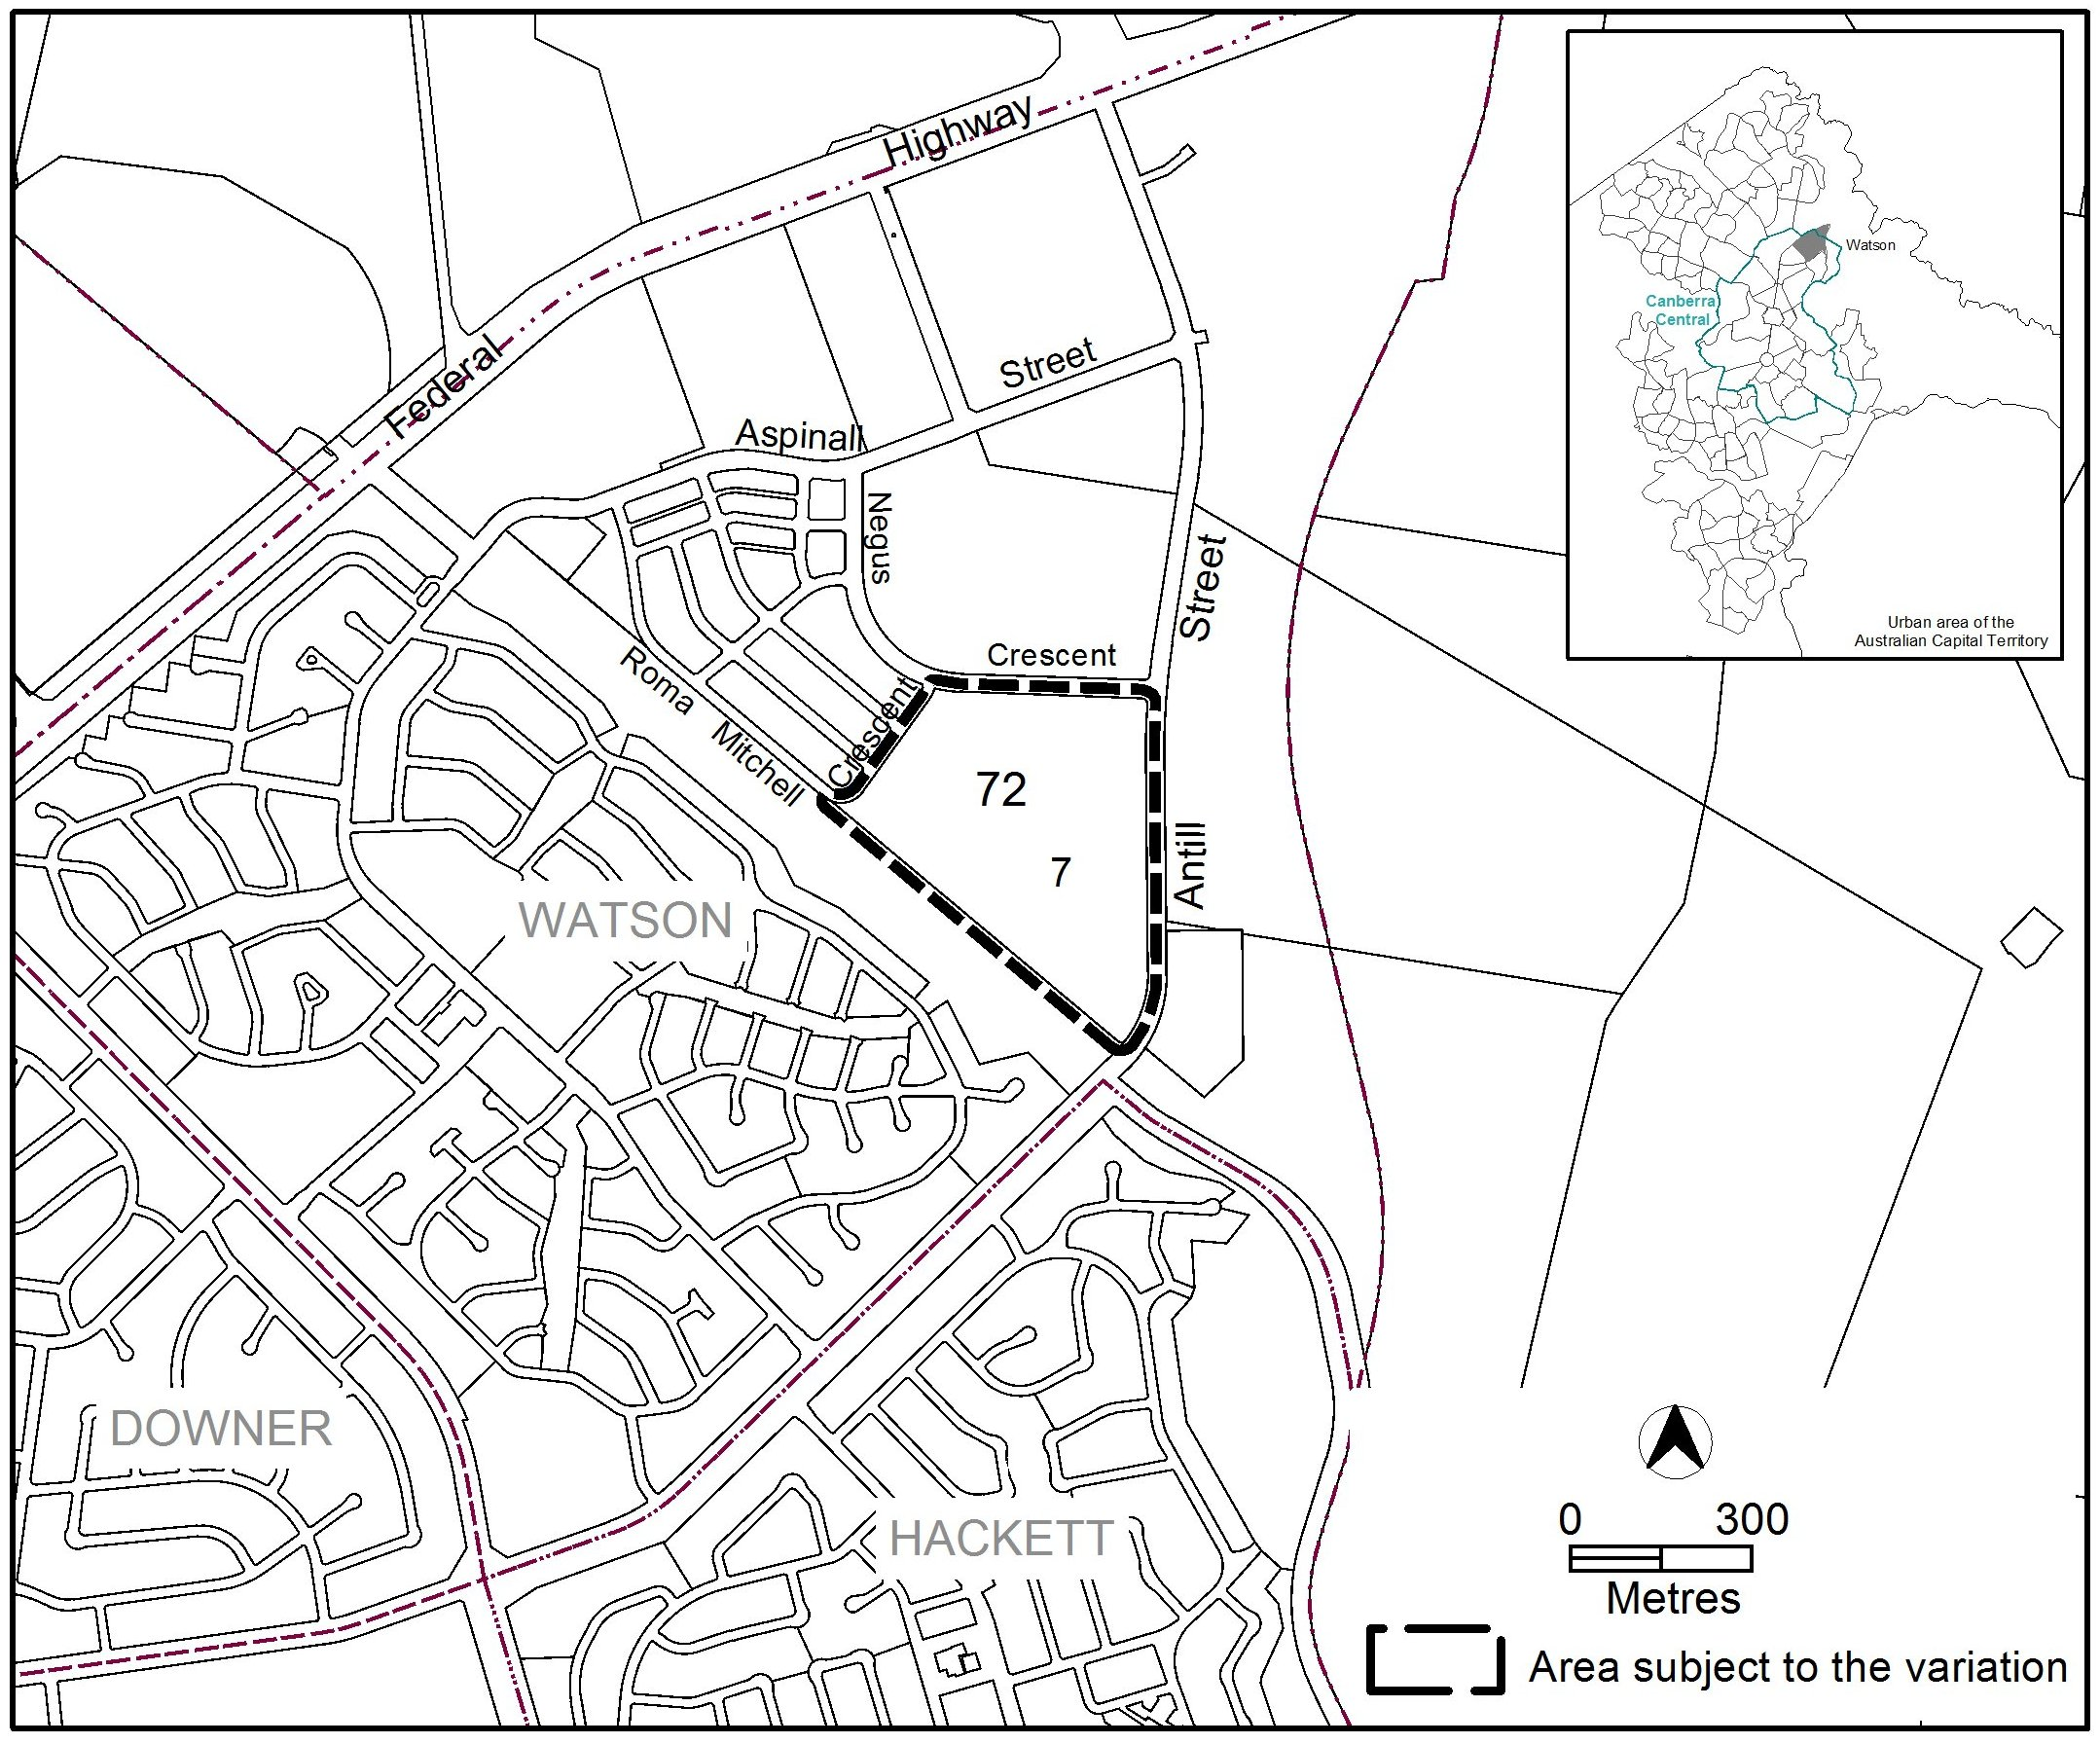 Federal
Highway
Aspinall
Street
Negus
Crescent
Street
Roma
Mitchell
Crescent
72
7
Antill
WATSON
DOWNER
HACKETT
Watson
Canberra
Central
Urban area of the
Australian Capital Territory
0 300
Metres
Area subject to the variation